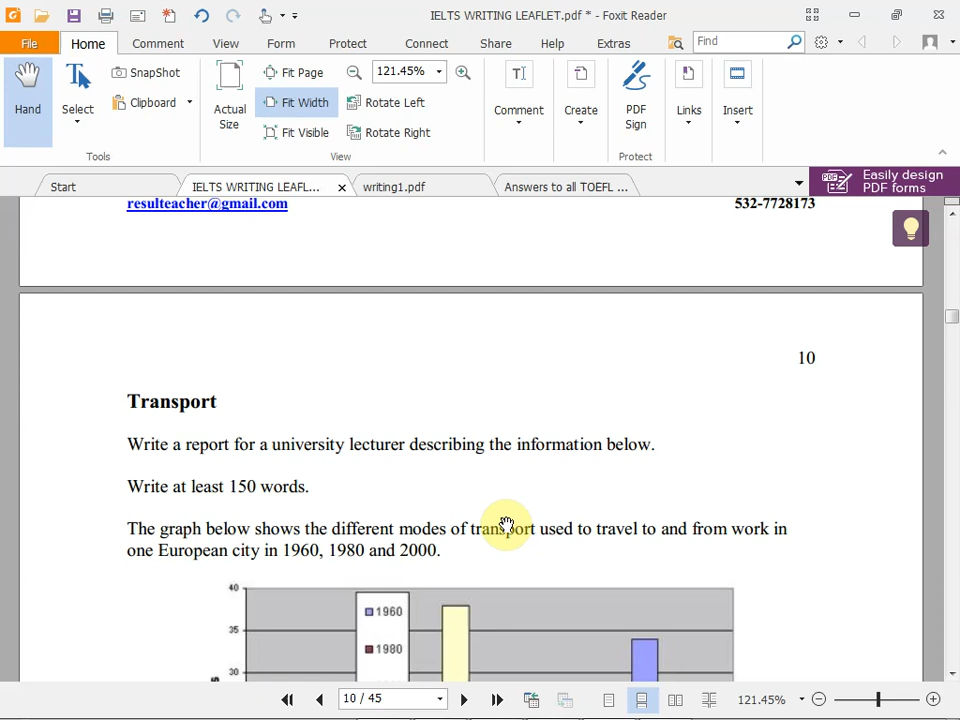 IELTS WRITING LEAFLET.pdf * - Foxit Reader
File Home Comment View Form Protect Connect Share Help Extras Find
Hand
Select
SnapShot
Clipboard
Tools
Actual Size
Fit Page
Fit Width
Fit Visible
121.45%
Rotate Left
Rotate Right
View
Comment
Create
PDF Sign
Protect
Links
Insert
Start
IELTS WRITING LEAFL...
writing1.pdf
Answers to all TOEFL ...
PDF
Easily design PDF forms
resulteacher@gmail.com 532-7728173
10
Transport
Write a report for a university lecturer describing the information below.
Write at least 150 words.
The graph below shows the different modes of transport used to travel to and from work in
one European city in 1960, 1980 and 2000.
40
1960
35
1980
30
10 / 45
121.45%